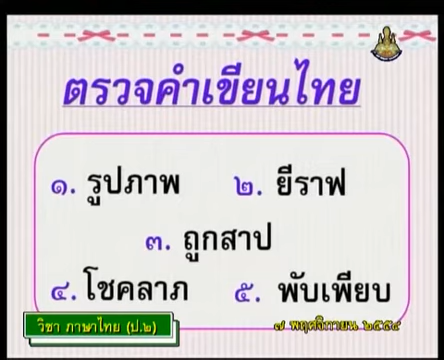 ตรวจคำเขียนไทย
๑. รูปภาพ ๒. ยีราฟ
๓. ถูกสาป
๔. โชคลาภ ๕. พับเพียบ
วิชา ภาษาไทย (ป.๒) ๗ พฤศจิกายน ๒๕๕๔